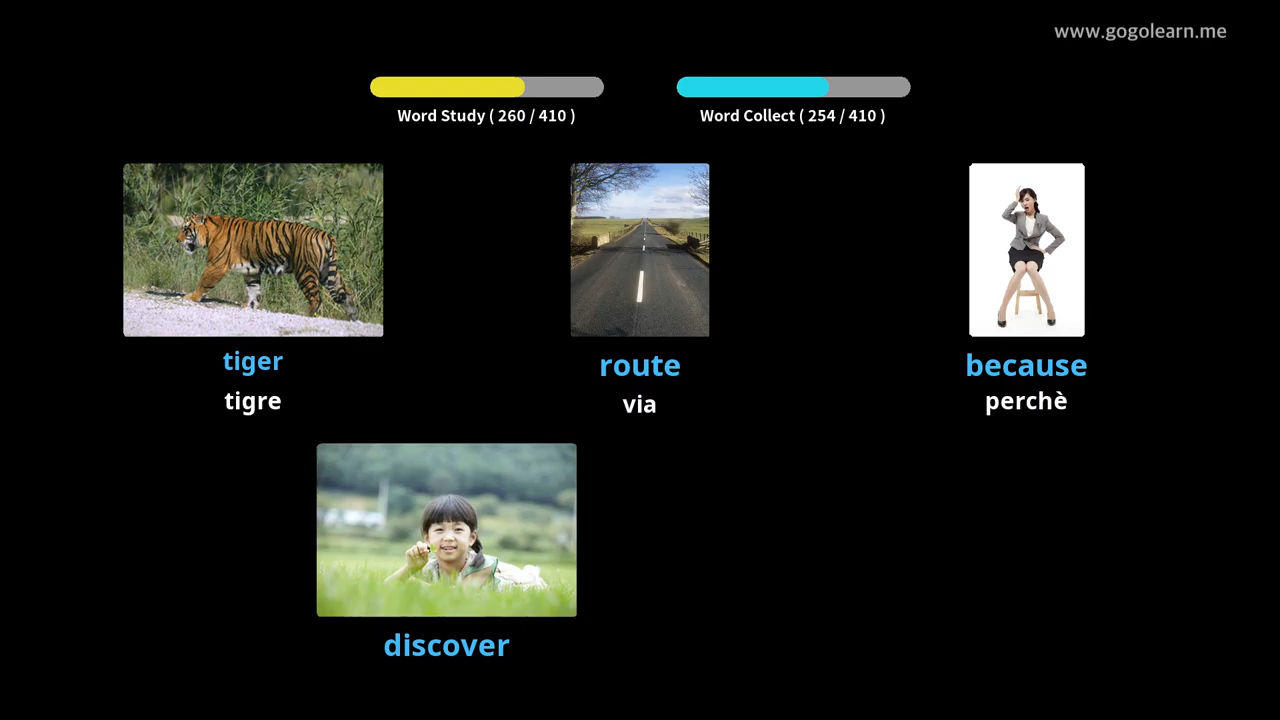 www.gogolearn.me
Word Study ( 260 / 410 )
Word Collect ( 254 / 410 )
tiger
tigre
route
via
because
perchè
discover